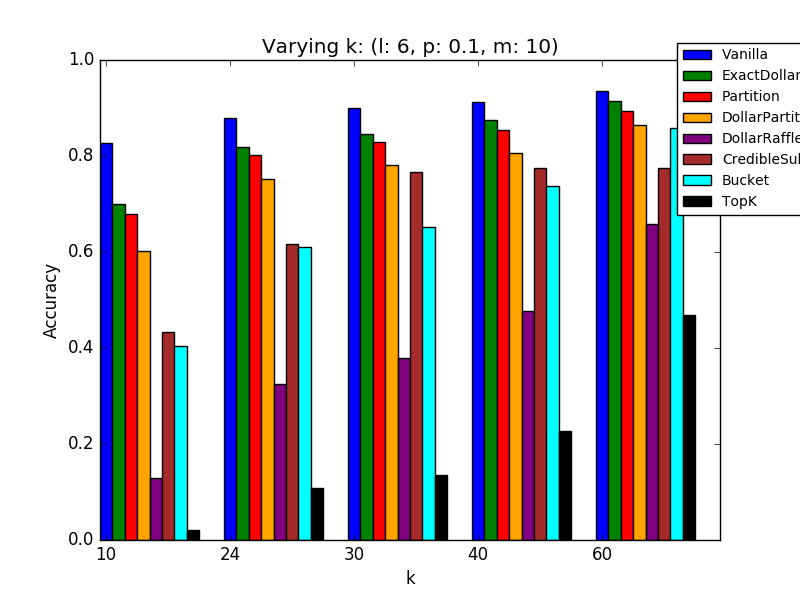 Varying k: (l: 6, p: 0.1, m: 10)
Vanilla
ExactDollar
Partition
DollarPartit
DollarRaffle
CredibleSu
Bucket
TopK
1.0
0.8
0.6
0.4
0.2
0.0
Accuracy
10 24 30 40 60
k